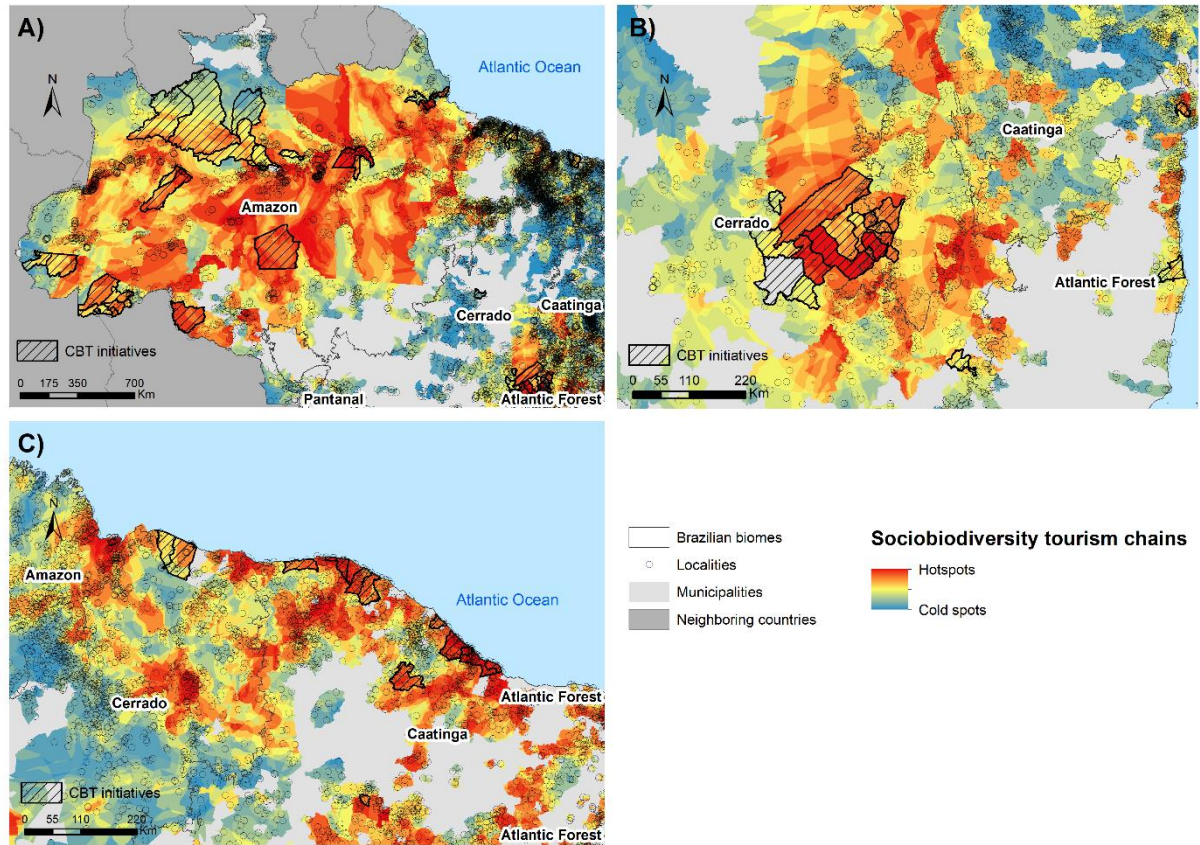 A)
N
Atlantic Ocean
Amazon
Caatinga
Cerrado
CBT initiatives
0 175 350 700
Km
Pantanal
Atlantic Forest
B)
N
Caatinga
Cerrado
Atlantic Forest
CBT initiatives
0 55 110 220
Km
C)
N
Amazon
Atlantic Ocean
Cerrado
Atlantic Forest
Caatinga
CBT initiatives
0 55 110 220
Km
Atlantic Forest
Brazilian biomes
Localities
Municipalities
Neighboring countries
Sociobiodiversity tourism chains
Hotspots
Cold spots